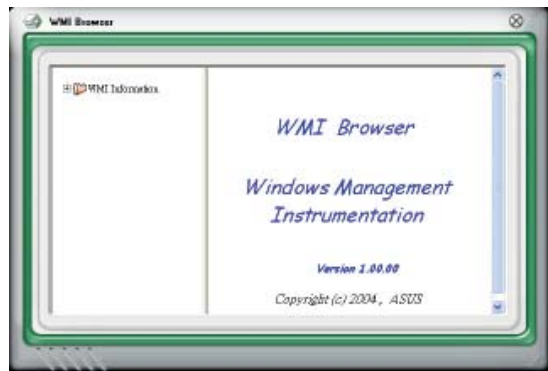 WMI Browser
WMI Information
WMI Browser
Windows Management
Instrumentation
Version 1.00.00
Copyright (c) 2004, ASUS